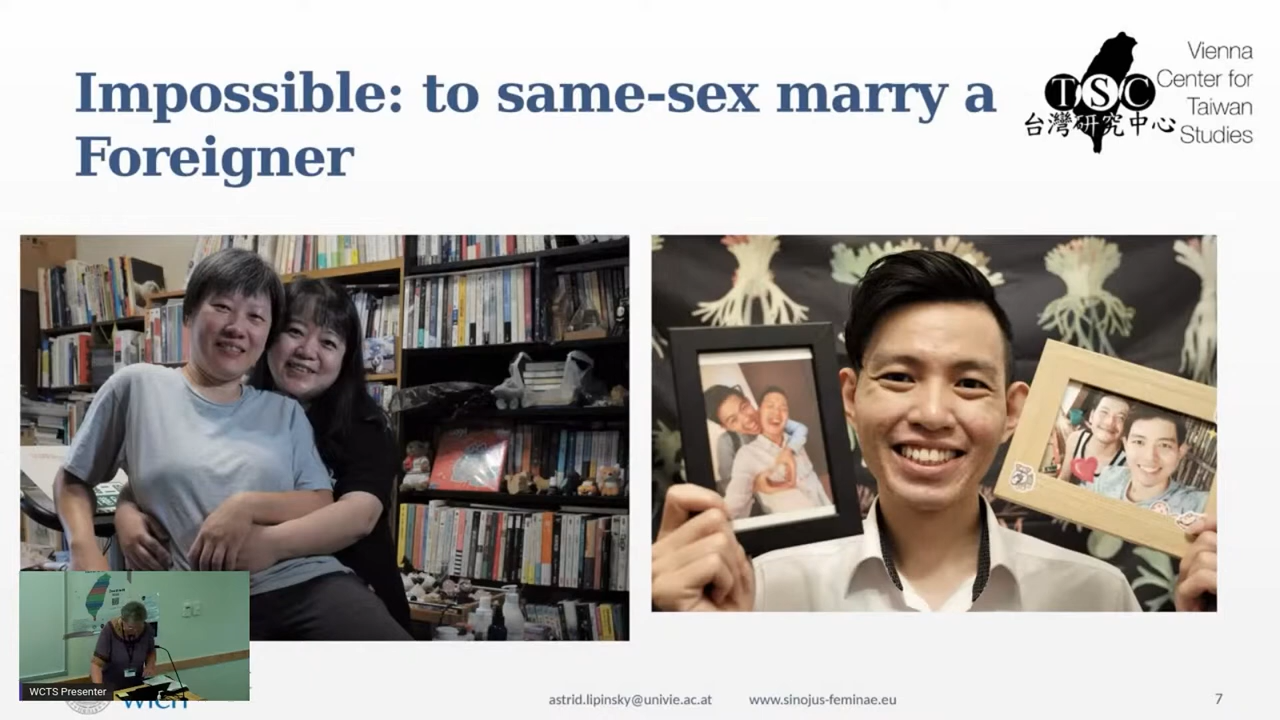 Impossible: to same-sex marry a
Foreigner
TSC
台灣研究中心
Vienna
Center for
Taiwan
Studies
WCTS Presenter
astrid.lipinsky@univie.ac.at
www.sinojus-feminae.eu
7